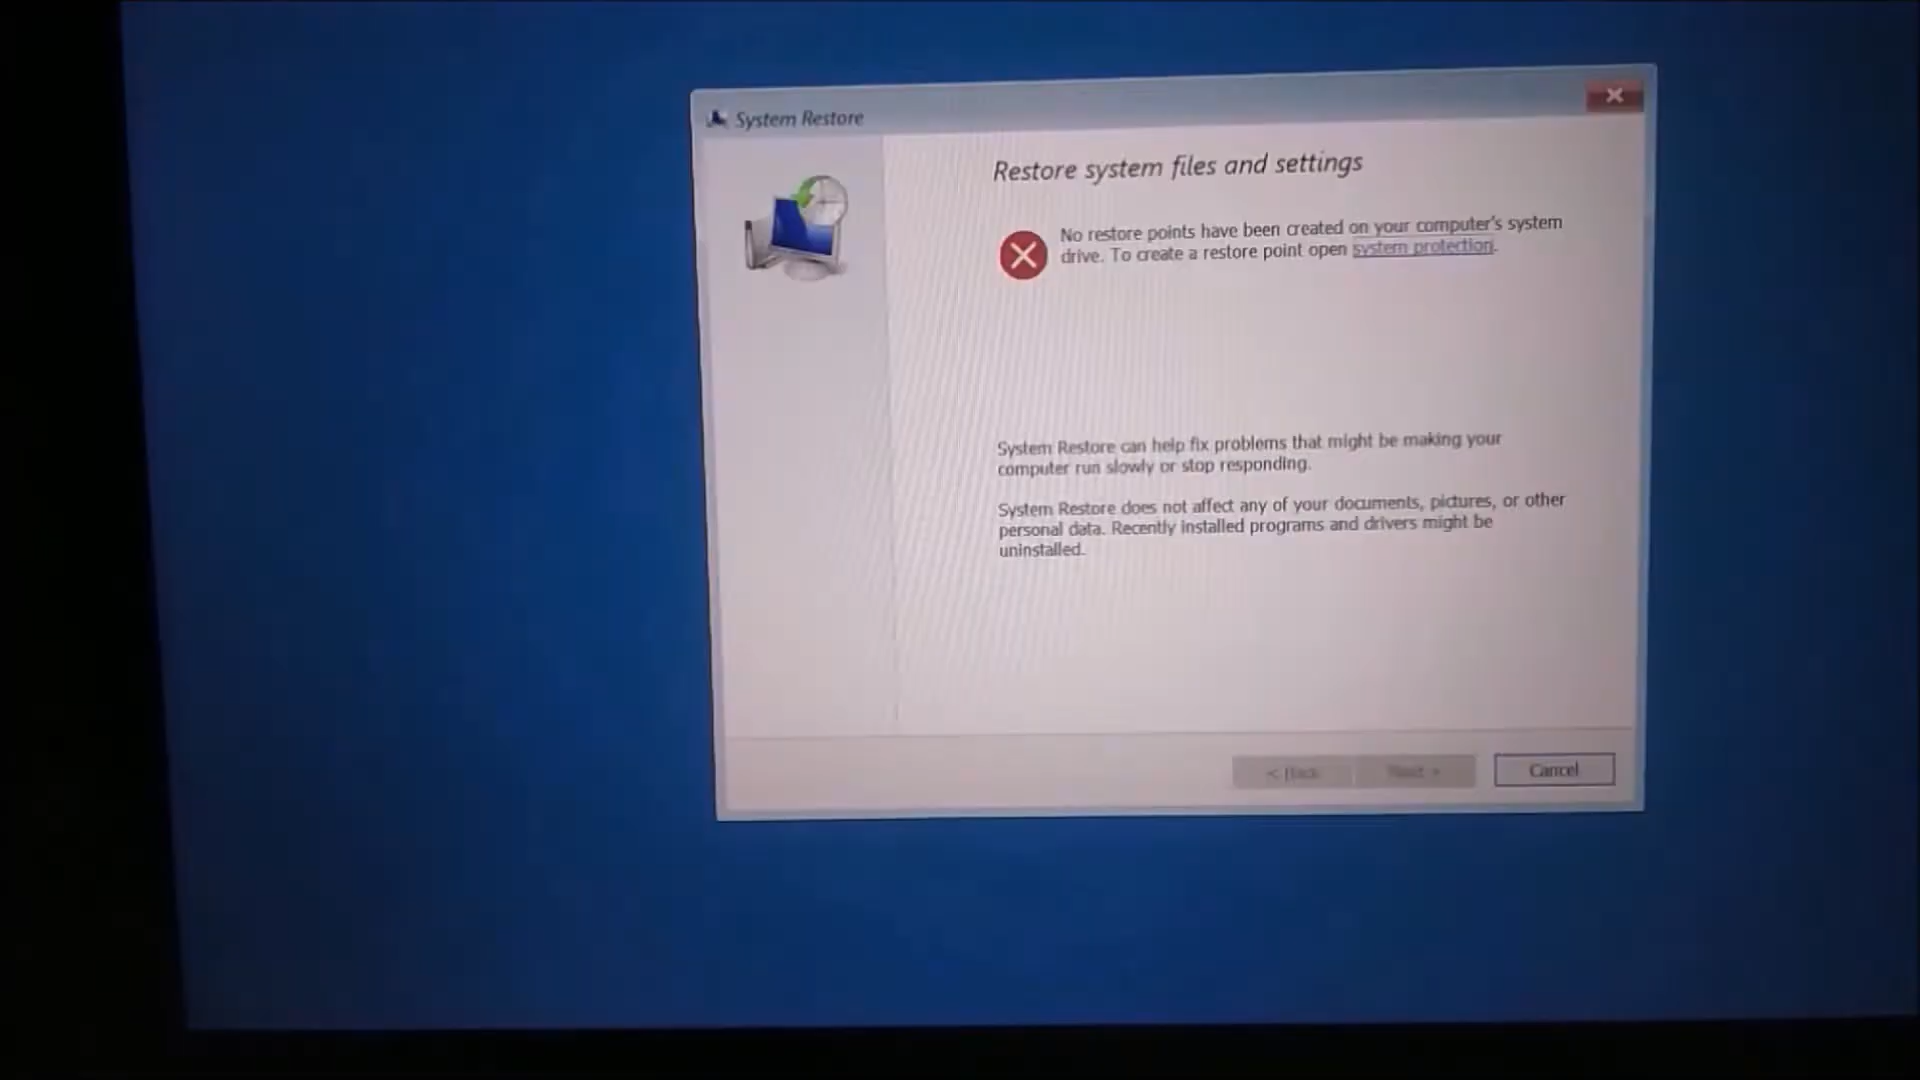 System Restore
Restore system files and settings
No restore points have been created on your computer's system
drive. To create a restore point open system protection.
System Restore can help fix problems that might be making your
computer run slowly or stop responding.
System Restore does not affect any of your documents, pictures, or other
personal data. Recently installed programs and drivers might be
uninstalled.
< Back
Next >
Cancel